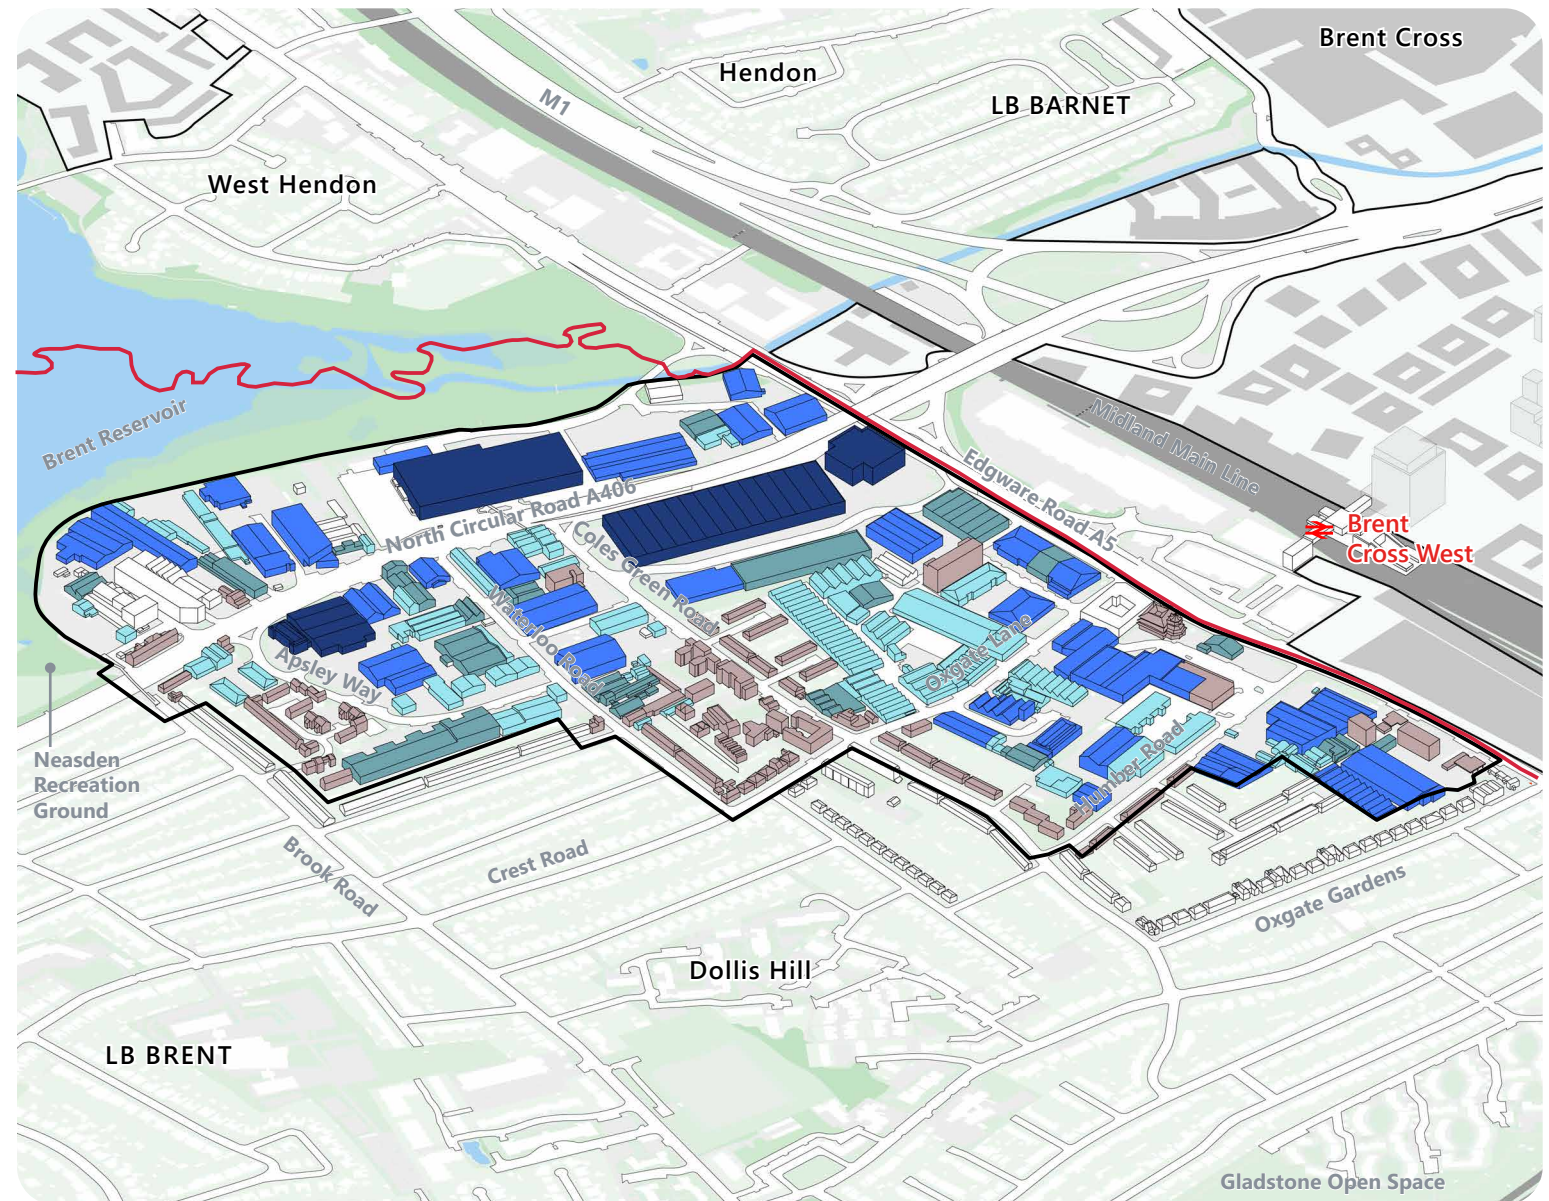 Brent Cross
Hendon
M1
LB BARNET
West Hendon
Brent Reservoir
Midland Main Line
Edgware Road A5
North Circular Road A406
Brent
Cross West
Coles Green Road
Waterloo Road
Oxgate Lane
Apsley Way
Humber Road
Neasden
Recreation
Ground
Brook Road
Crest Road
Oxgate Gardens
Dollis Hill
LB BRENT
Gladstone Open Space